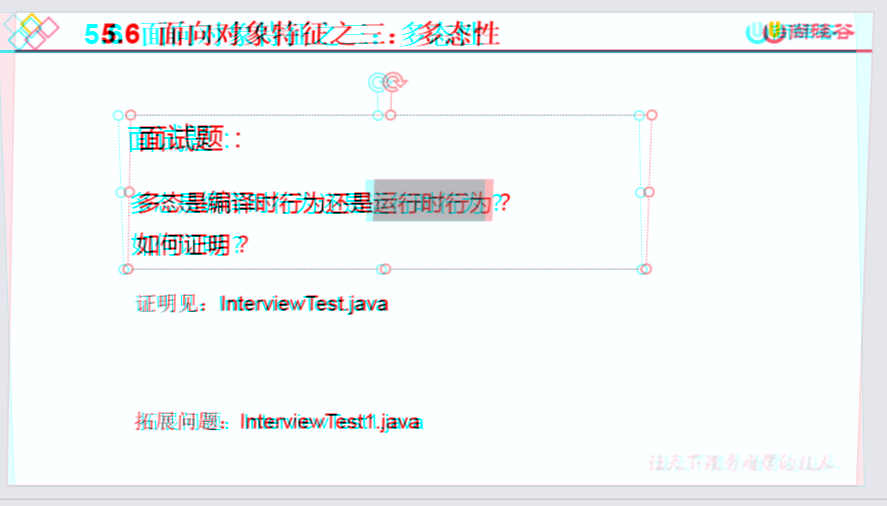 5.6 面向对象特征之三：多态性
尚硅谷
面试题：
多态是编译时行为还是运行时行为？
如何证明？
证明见：InterviewTest.java
拓展问题：InterviewTest1.java
让天下没有难学的技术